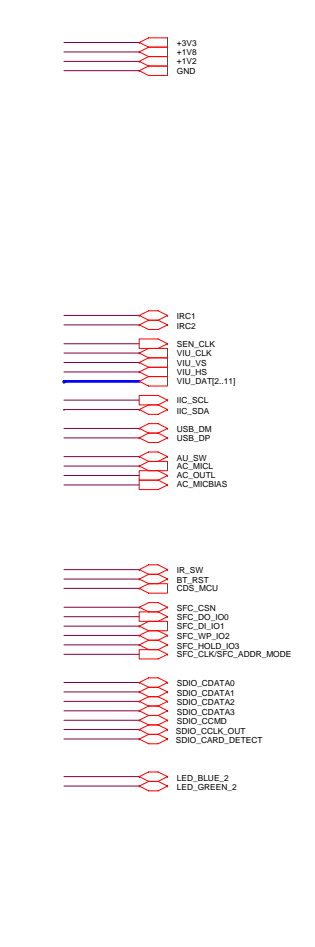 +3V3
+1V8
+1V2
GND
IRC1
IRC2
SEN_CLK
VIU_CLK
VIU_VS
VIU_HS
VIU_DAT[2..11]
IIC_SCL
IIC_SDA
USB_DM
USB_DP
AU_SW
AC_MICL
AC_OUTL
AC_MICBIAS
IR_SW
BT_RST
CDS_MCU
SFC_CSN
SFC_DO_IO0
SFC_DI_IO1
SFC_WP_IO2
SFC_HOLD_IO3
SFC_CLK/SFC_ADDR_MODE
SDIO_CDATA0
SDIO_CDATA1
SDIO_CDATA2
SDIO_CDATA3
SDIO_CCMD
SDIO_CCLK_OUT
SDIO_CARD_DETECT
LED_BLUE_2
LED_GREEN_2